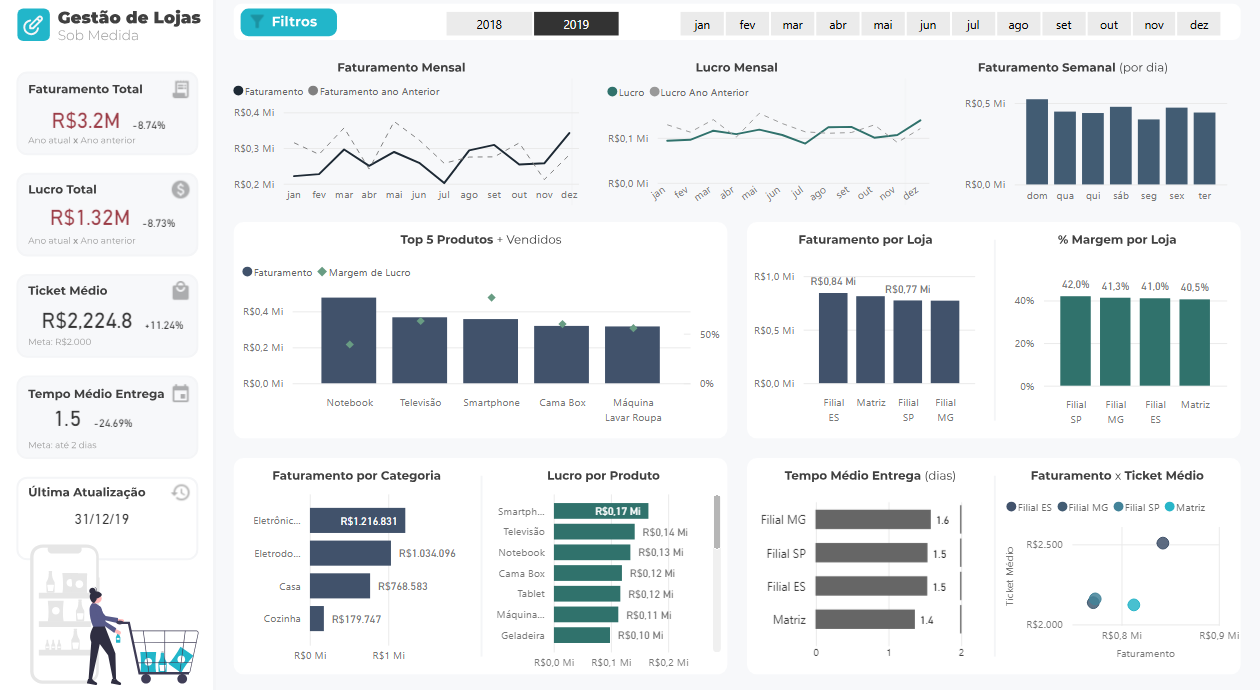 Gestão de Lojas
Sob Medida
Filtros
2018
2019
jan
fev
mar
abr
mai
jun
jul
ago
set
out
nov
dez
Faturamento Total
R$3.2M -8.74%
Ano atual x Ano anterior
Lucro Total
R$1.32M -8.73%
Ano atual x Ano anterior
Ticket Médio
R$2,224.8 +11.24%
Meta: R$2.000
Tempo Médio Entrega
1.5 -24.69%
Meta: até 2 dias
Última Atualização
31/12/19
Faturamento Mensal
Faturamento Faturamento ano Anterior
R$0,4 Mi
R$0,3 Mi
R$0,2 Mi
jan fev mar abr mai jun jul ago set out nov dez
Lucro Mensal
Lucro Lucro Ano Anterior
R$0,1 Mi
R$0,0 Mi
jan fev mar abr mai jun jul ago set out nov dez
Faturamento Semanal (por dia)
R$0,5 Mi
R$0,0 Mi
dom qua qui sáb seg sex ter
Top 5 Produtos + Vendidos
Faturamento Margem de Lucro
R$0,4 Mi
R$0,2 Mi
R$0,0 Mi
50%
0%
Notebook Televisão Smartphone Cama Box Máquina
Lavar Roupa
Faturamento por Loja
R$1,0 Mi
R$0,5 Mi
R$0,0 Mi
R$0,84 Mi
R$0,77 Mi
Filial Matriz Filial Filial
ES SP MG
% Margem por Loja
42,0% 41,3% 41,0% 40,5%
40%
20%
0%
Filial Filial Filial Matriz
SP MG ES
Faturamento por Categoria
Eletrônic... R$1.216.831
Eletrodo... R$1.034.096
Casa R$768.583
Cozinha R$179.747
R$0 Mi R$1 Mi
Lucro por Produto
Smartph... R$0,17 Mi
Televisão R$0,14 Mi
Notebook R$0,13 Mi
Cama Box R$0,12 Mi
Tablet R$0,12 Mi
Máquina... R$0,11 Mi
Geladeira R$0,10 Mi
R$0,0 Mi R$0,1 Mi R$0,2 Mi
Tempo Médio Entrega (dias)
Filial MG 1.6
Filial SP 1.5
Filial ES 1.5
Matriz 1.4
0 1 2
Faturamento x Ticket Médio
Filial ES Filial MG Filial SP Matriz
Ticket Médio
R$2.500
R$2.000
R$0,8 Mi R$0,9 Mi
Faturamento